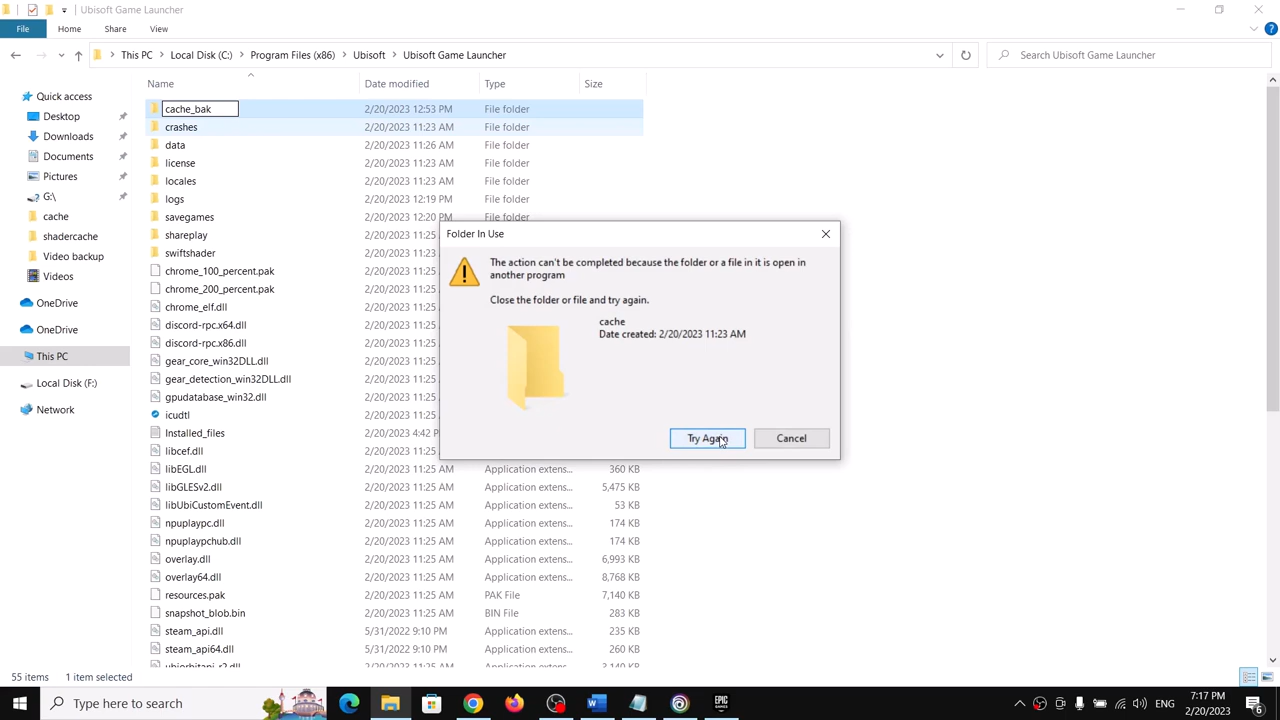 Ubisoft Game Launcher
File Home Share View
This PC Local Disk (C:) Program Files (x86) Ubisoft Ubisoft Game Launcher
Search Ubisoft Game Launcher
Quick access
Desktop
Downloads
Documents
Pictures
G:\
cache
shadercache
Video backup
Videos
OneDrive
OneDrive
This PC
Local Disk (F:)
Network
Name Date modified Type Size
cache_bak 2/20/2023 12:53 PM File folder
crashes 2/20/2023 11:23 AM File folder
data 2/20/2023 11:26 AM File folder
license 2/20/2023 11:23 AM File folder
locales 2/20/2023 11:23 AM File folder
logs 2/20/2023 12:19 PM File folder
savegames 2/20/2023 12:20 PM File folder
shareplay 2/20/2023 11:25
swiftshader 2/20/2023 11:23
chrome_100_percent.pak 2/20/2023 11:25
chrome_200_percent.pak 2/20/2023 11:25
chrome_elf.dll 2/20/2023 11:25
discord-rpc.x64.dll 2/20/2023 11:25
discord-rpc.x86.dll 2/20/2023 11:25
gear_core_win32DLL.dll 2/20/2023 11:25
gear_detection_win32DLL.dll 2/20/2023 11:25
gpudatabase_win32.dll 2/20/2023 11:25
icudtl 2/20/2023 11:25
Installed_files 2/20/2023 4:42 P
libcef.dll 2/20/2023 11:25
libEGL.dll 2/20/2023 11:25 AM Application extens... 360 KB
libGLESv2.dll 2/20/2023 11:25 AM Application extens... 5,475 KB
libUbiCustomEvent.dll 2/20/2023 11:25 AM Application extens... 53 KB
npuplaypc.dll 2/20/2023 11:25 AM Application extens... 174 KB
npuplaypchub.dll 2/20/2023 11:25 AM Application extens... 174 KB
overlay.dll 2/20/2023 11:25 AM Application extens... 6,993 KB
overlay64.dll 2/20/2023 11:25 AM Application extens... 8,768 KB
resources.pak 2/20/2023 11:25 AM PAK File 7,140 KB
snapshot_blob.bin 2/20/2023 11:25 AM BIN File 283 KB
steam_api.dll 5/31/2022 9:10 PM Application extens... 235 KB
steam_api64.dll 5/31/2022 9:10 PM Application extens... 260 KB
ubiorbitapi_r2.dll 2/20/2023 11:25 AM Application extens... 3,140 KB
Folder In Use
The action can't be completed because the folder or a file in it is open in
another program
Close the folder or file and try again.
cache
Date created: 2/20/2023 11:23 AM
Try Again Cancel
55 items 1 item selected
Type here to search
EPIC
GAMES
ENG
7:17 PM
2/20/2023
6